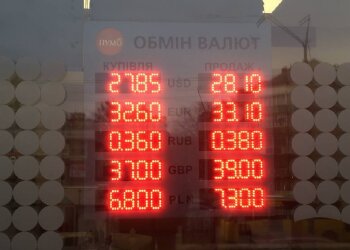 ПУМБ ОБМІН ВАЛЮТ
КУПІВЛЯ ПРОДАЖ
27.85 USD 28.10
32.60 EUR 33.10
0.360 RUB 0.380
37.00 GBP 39.00
6.800 PLN 7.300